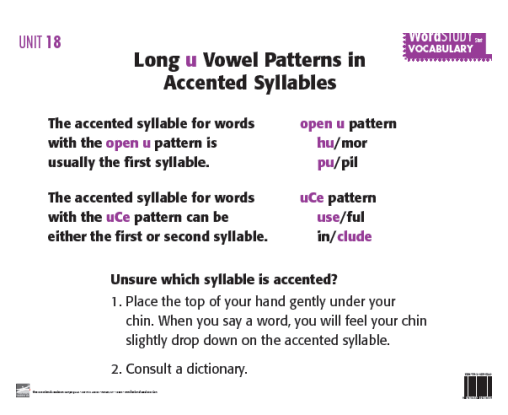 UNIT 18
WordSTUDY™
VOCABULARY
Long u Vowel Patterns in
Accented Syllables
The accented syllable for words
with the open u pattern is
usually the first syllable.
open u pattern
hu/mor
pu/pil
The accented syllable for words
with the uCe pattern can be
either the first or second syllable.
uCe pattern
use/ful
in/clude
Unsure which syllable is accented?
1. Place the top of your hand gently under your
chin. When you say a word, you will feel your chin
slightly drop down on the accented syllable.
2. Consult a dictionary.